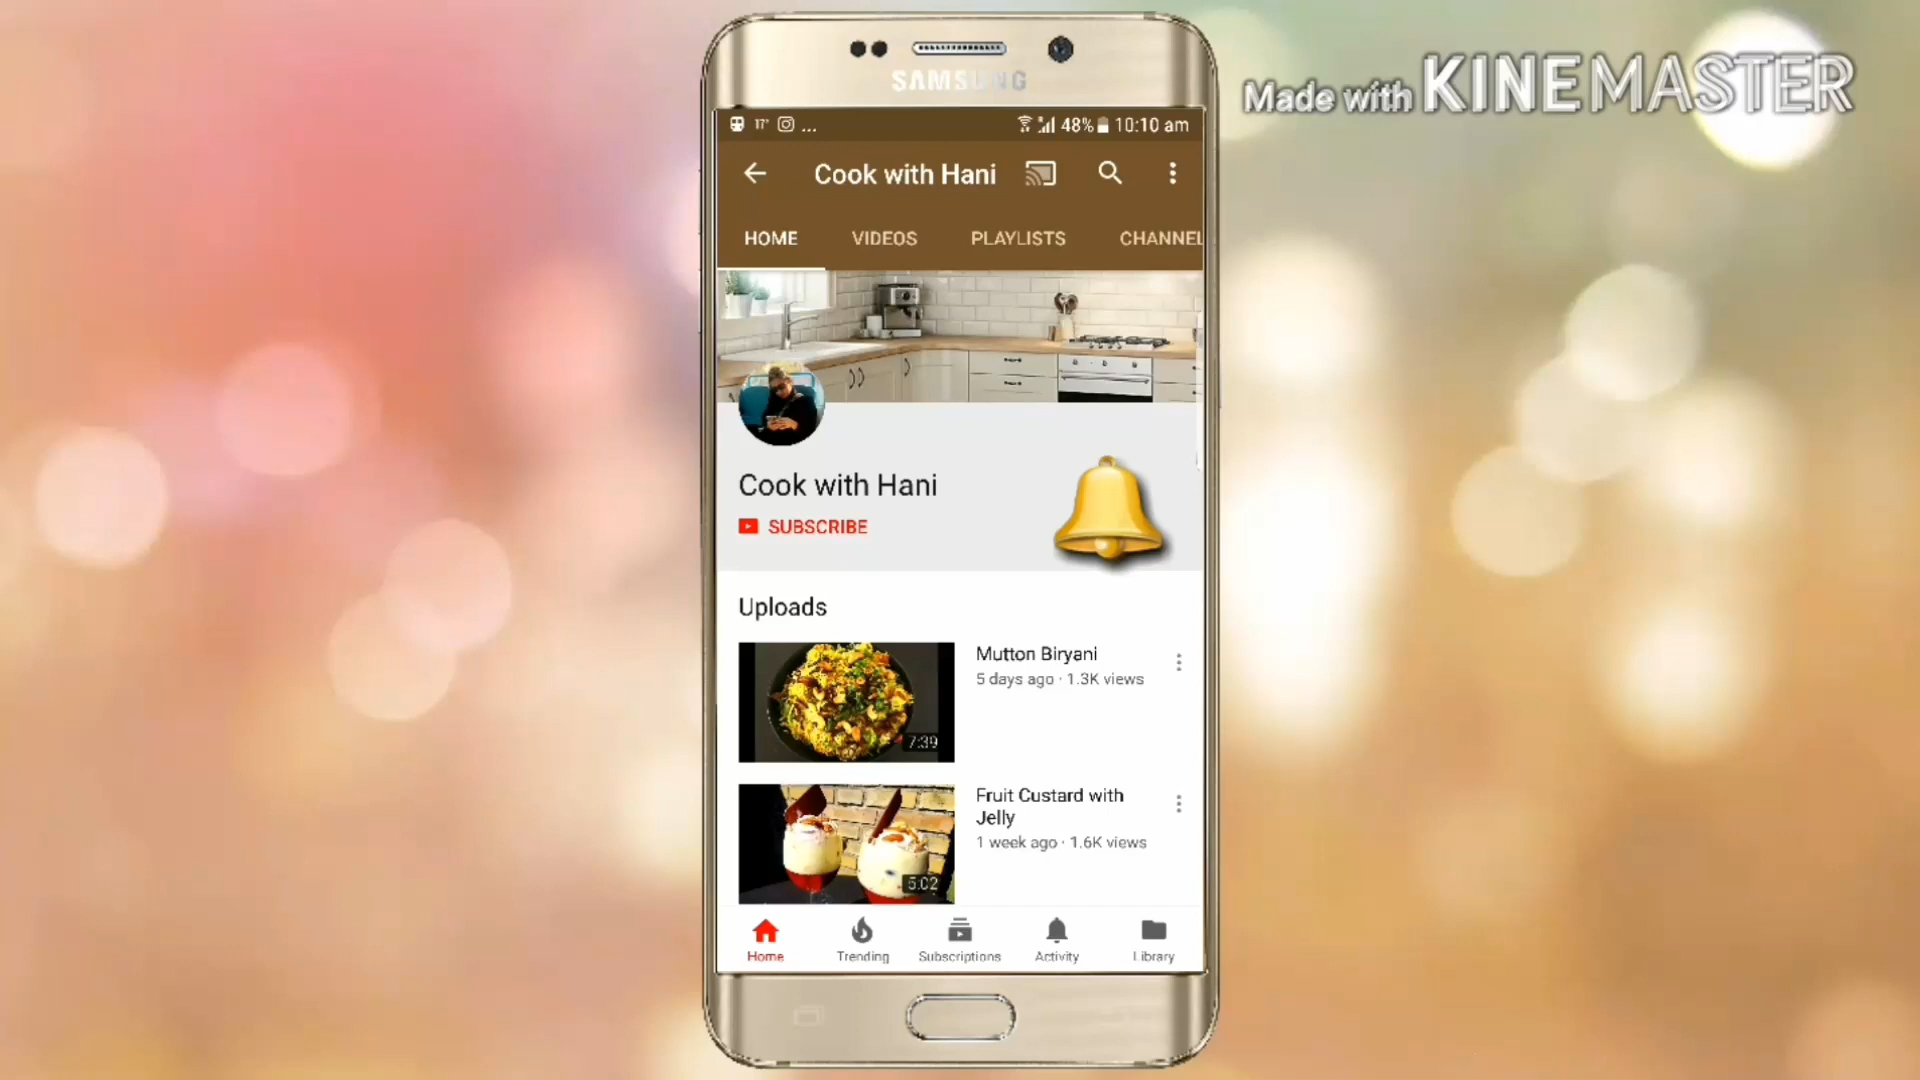 Made with KINEMASTER
SAMSUNG
17° ... 48% 10:10 am
Cook with Hani
HOME VIDEOS PLAYLISTS CHANNEL
Cook with Hani
SUBSCRIBE
Uploads
Mutton Biryani
5 days ago · 1.3K views
7:39
Fruit Custard with
Jelly
1 week ago · 1.6K views
5:02
Home Trending Subscriptions Activity Library